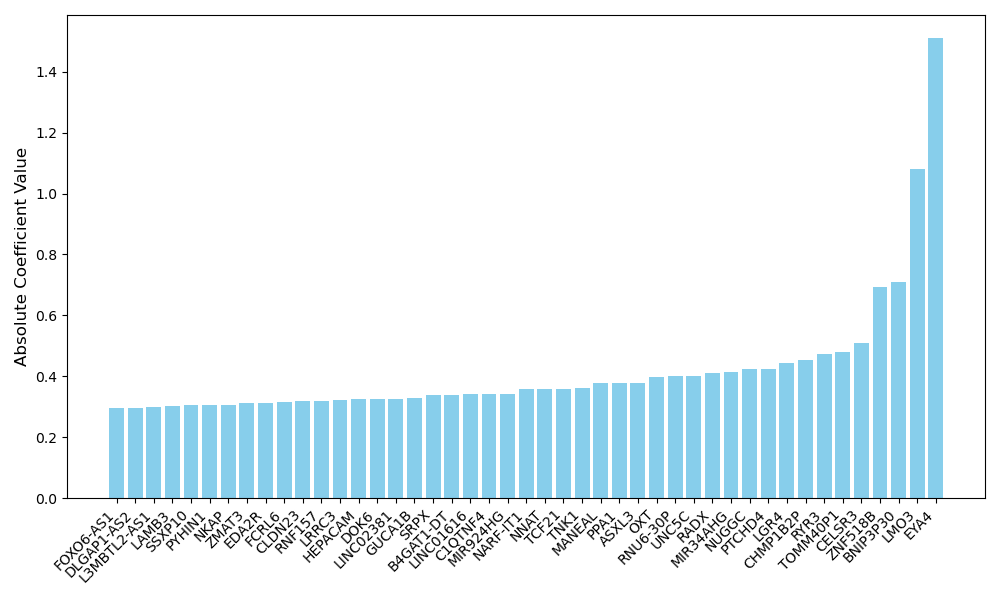 Absolute Coefficient Value
1.4
1.2
1.0
0.8
0.6
0.4
0.2
0.0
FOXO6-AS1
DLGAP1-AS2
L3MBTL2-AS1
LAMB3
SSXP10
PYHIN1
NKAP
ZMAT3
EDA2R
FCRL6
CLDN23
RNF157
LRRC3
HEPACAM
DOK6
LINC02381
GUCA1B
SRPX
B4GAT1-DT
LINC01616
C1QTNF4
MIR924HG
NARF-IT1
NNAT
TCF21
TNK1
MANEAL
PPA1
ASXL3
OXT
RNU6-30P
UNC5C
RADX
MIR34AHG
NUGGC
PTCHD4
LGR4
CHMP1B2P
RYR3
TOMM40P1
CELSR3
ZNF518B
BNIP3P30
LMO3
EYA4